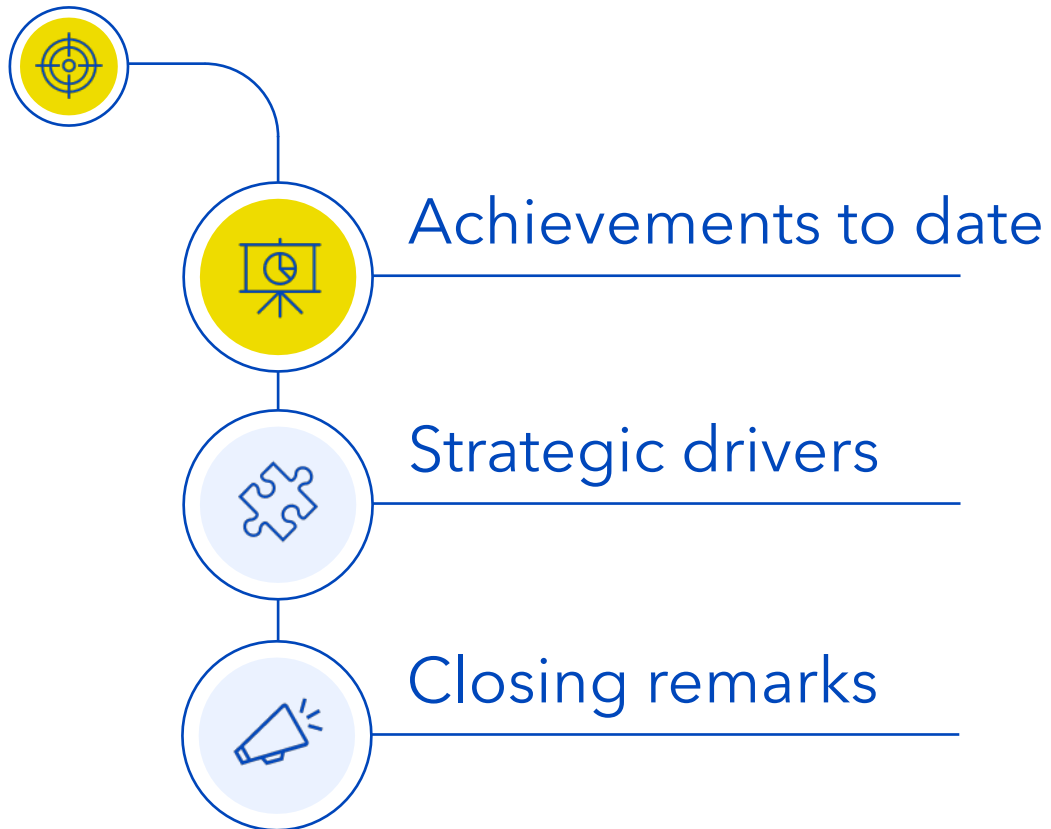 Achievements to date
Strategic drivers
Closing remarks